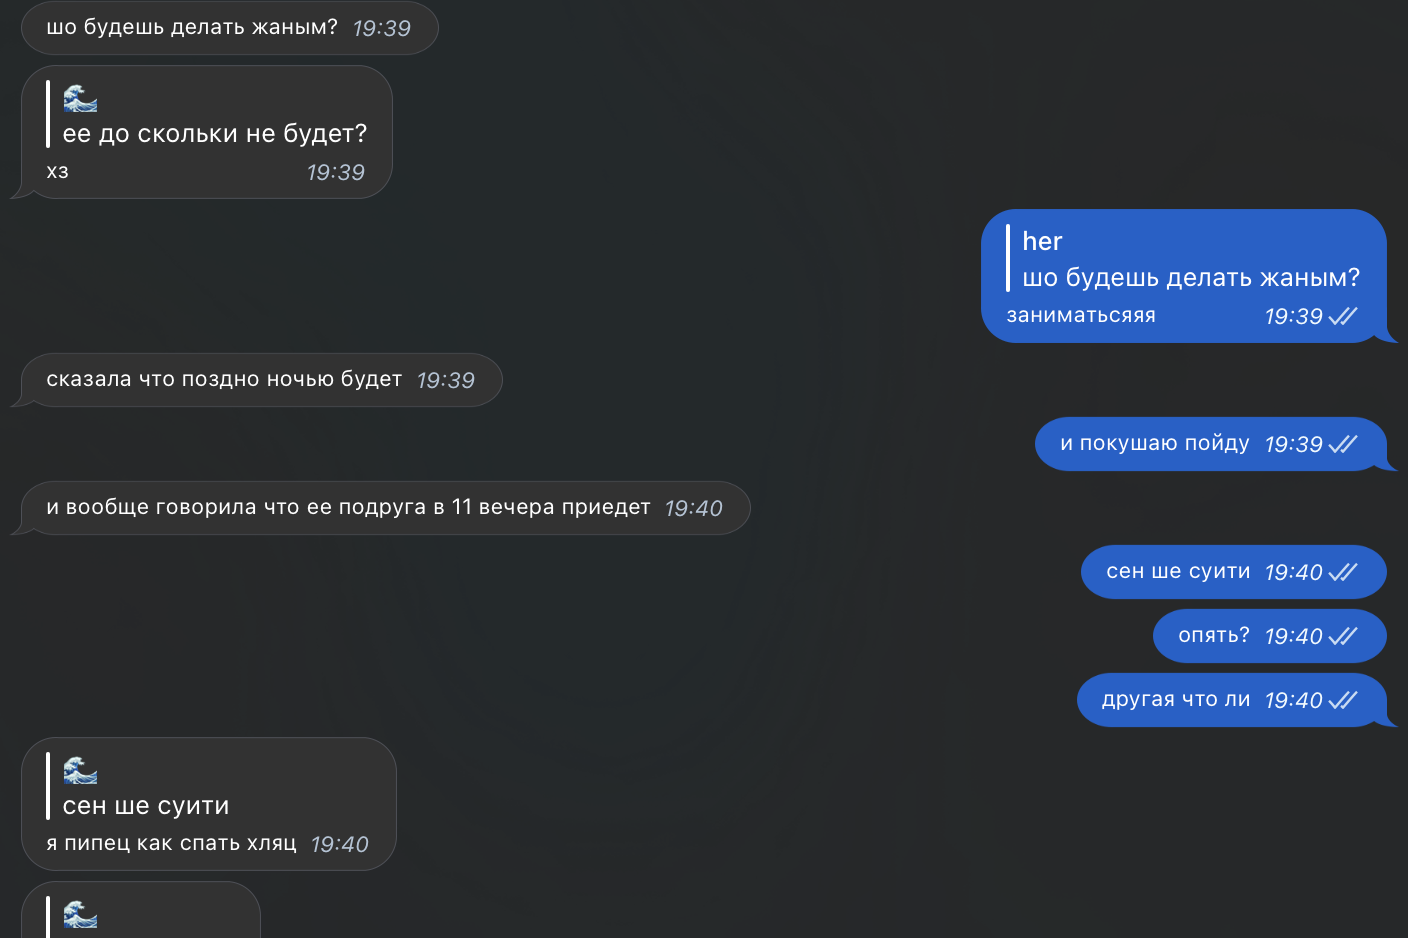 шо будешь делать жаным? 19:39
🌊
ее до скольки не будет?
хз 19:39
her
шо будешь делать жаным?
заниматьсяяя 19:39
сказала что поздно ночью будет 19:39
и покушаю пойду 19:39
и вообще говорила что ее подруга в 11 вечера приедет 19:40
сен ше суити 19:40
опять? 19:40
другая что ли 19:40
🌊
сен ше суити
я пипец как спать хляц 19:40
🌊